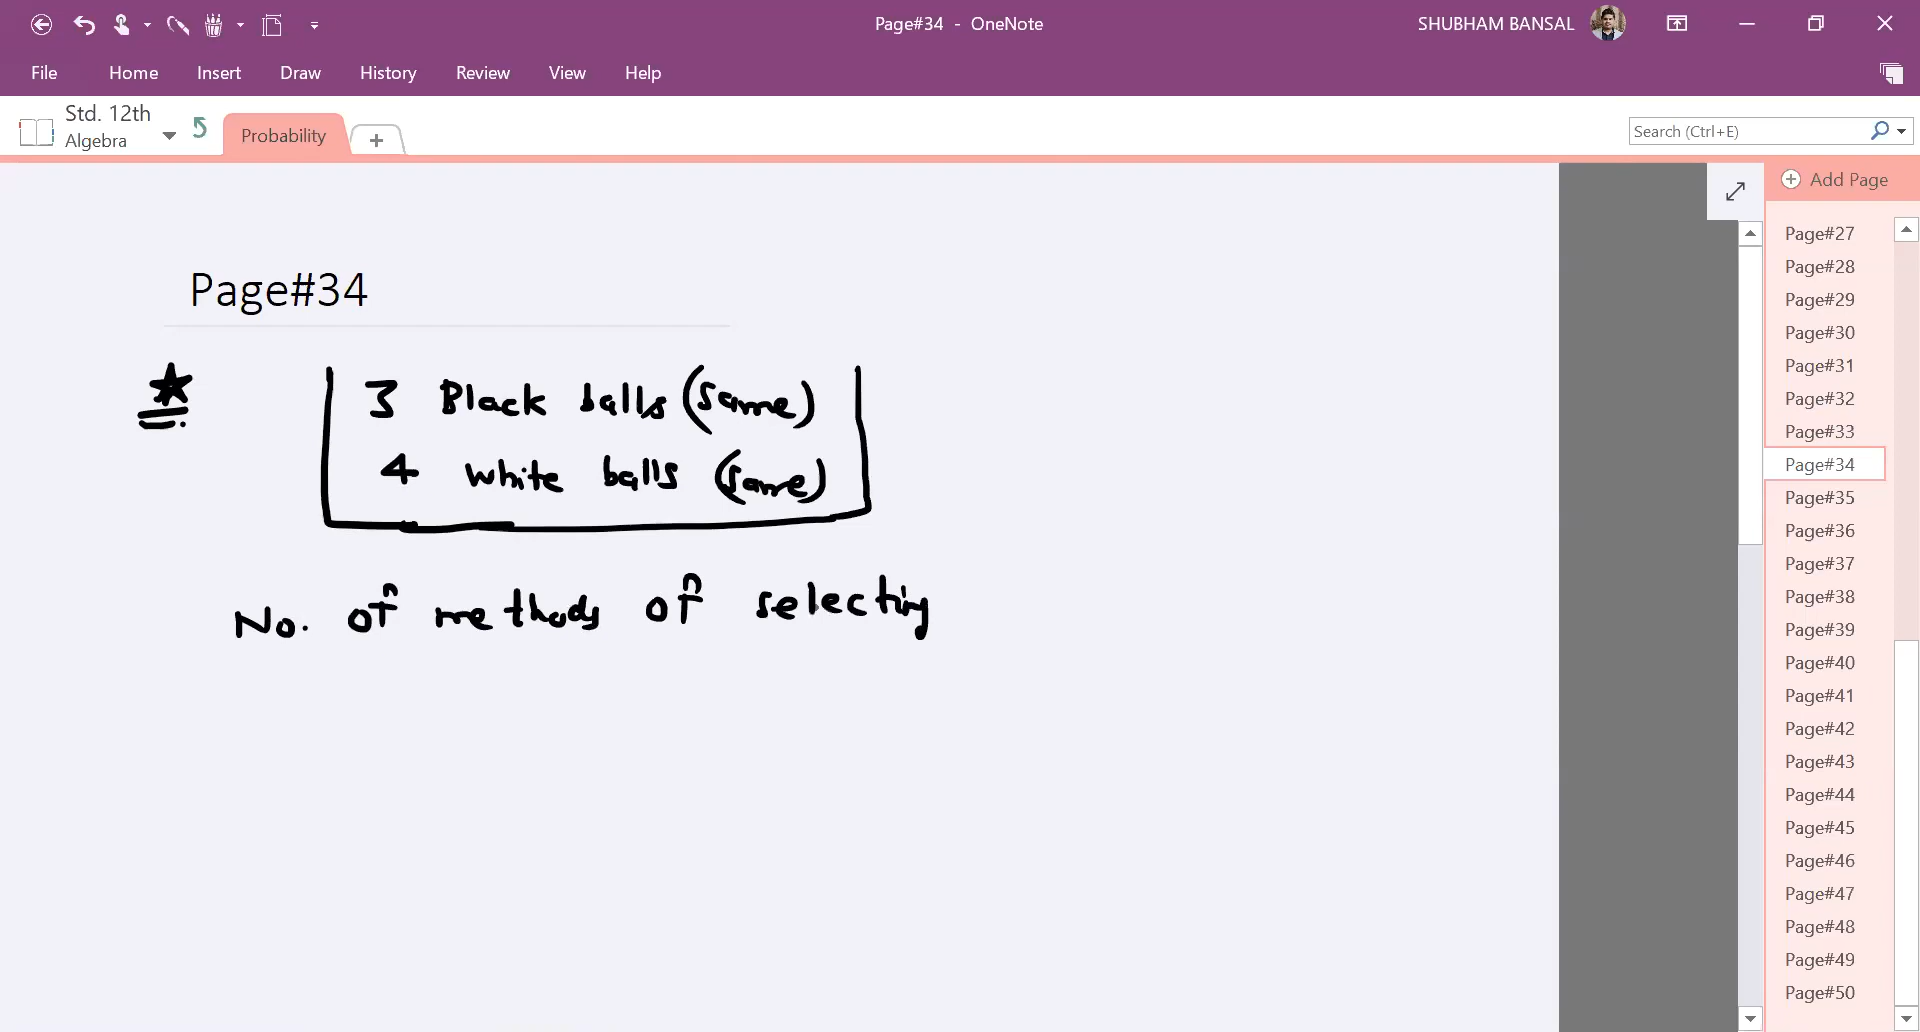 Page#34 - OneNote
SHUBHAM BANSAL
File Home Insert Draw History Review View Help
Std. 12th
Algebra
Probability
Search (Ctrl+E)
Add Page
Page#34
3 Black balls (same)
4 white balls (same)
No. of methods of selecting
Page#27
Page#28
Page#29
Page#30
Page#31
Page#32
Page#33
Page#34
Page#35
Page#36
Page#37
Page#38
Page#39
Page#40
Page#41
Page#42
Page#43
Page#44
Page#45
Page#46
Page#47
Page#48
Page#49
Page#50